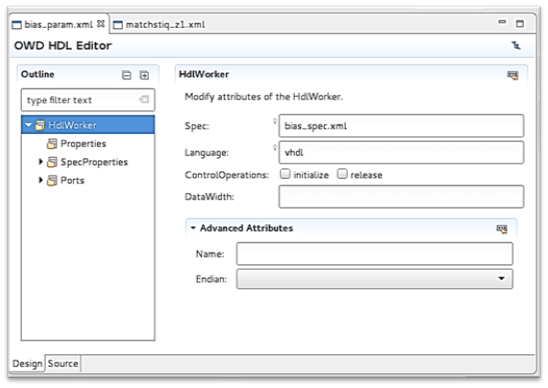 bias_param.xml matchstiq_z1.xml
OWD HDL Editor
Outline
type filter text
HdlWorker
Properties
SpecProperties
Ports
HdlWorker
Modify attributes of the HdlWorker.
Spec: bias_spec.xml
Language: vhdl
ControlOperations: initialize release
DataWidth:
Advanced Attributes
Name:
Endian:
Design Source